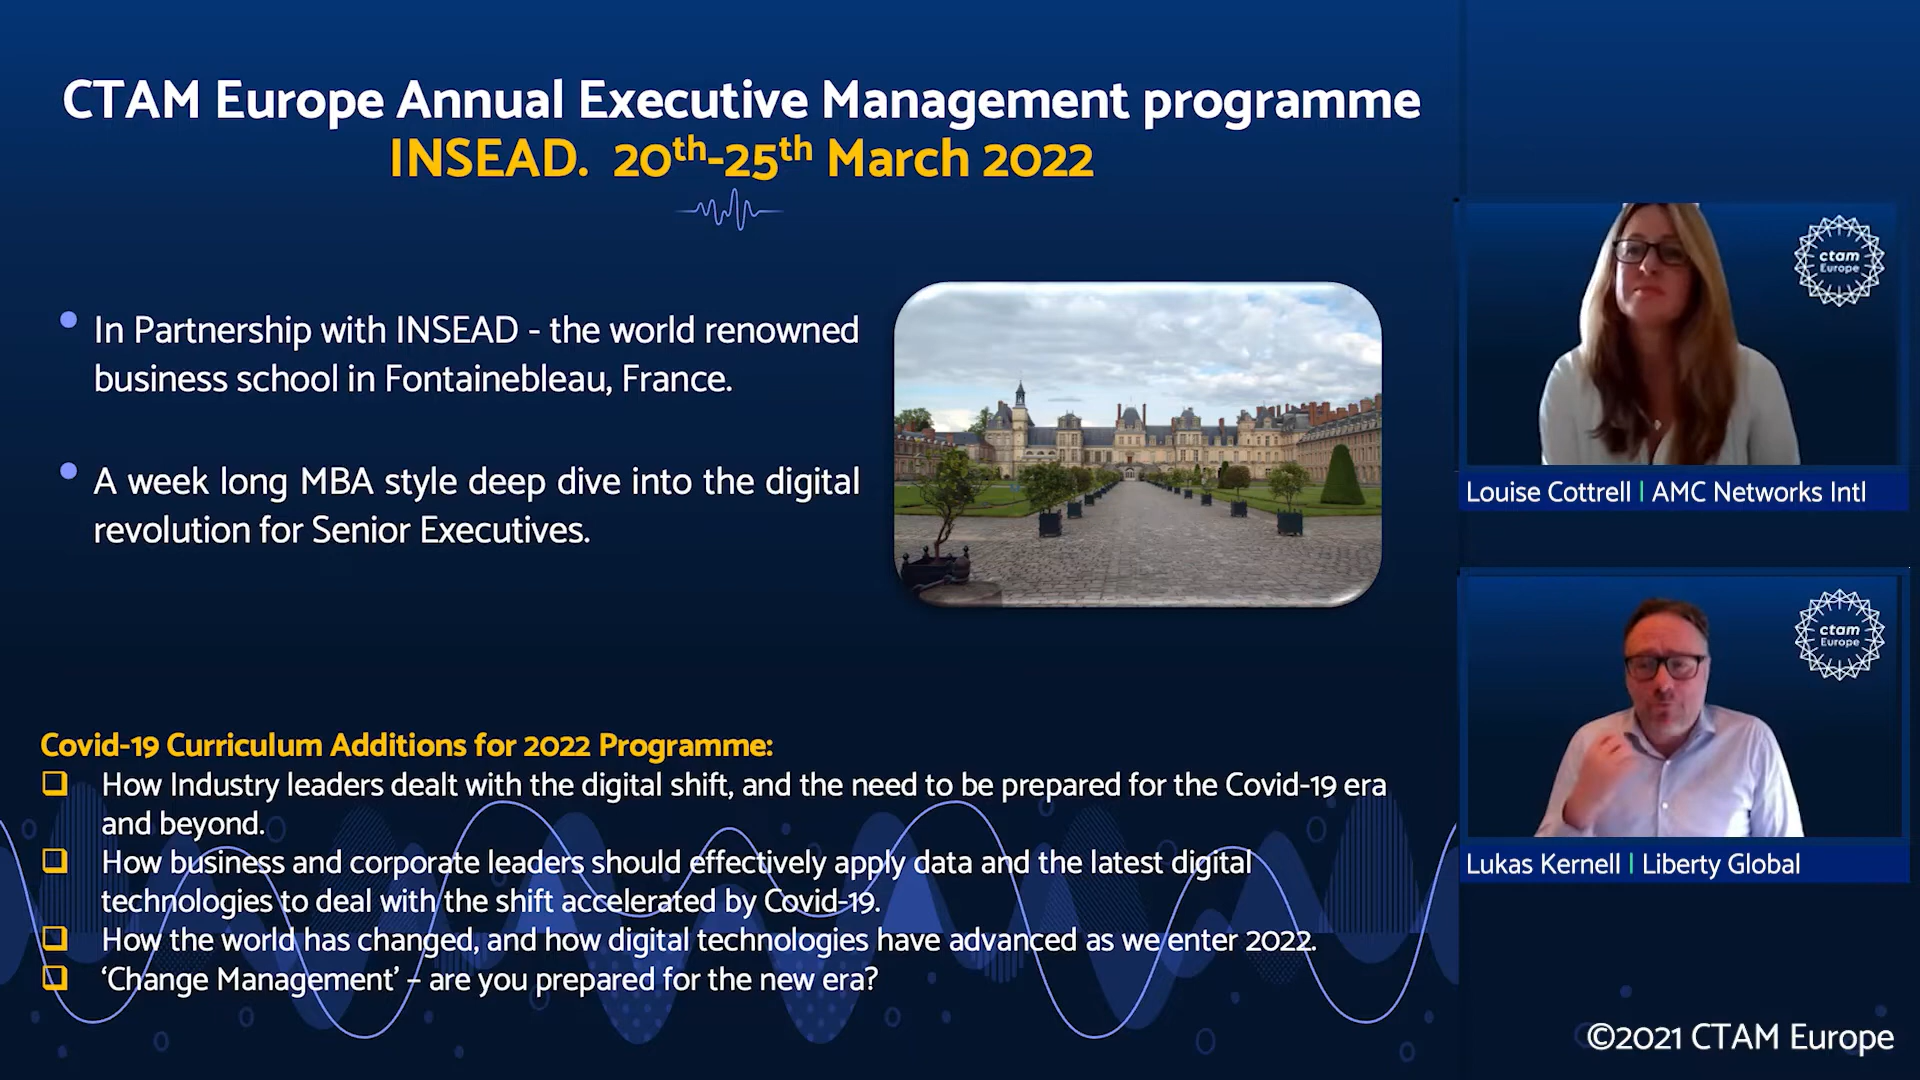 CTAM Europe Annual Executive Management programme
INSEAD. 20th-25th March 2022
• In Partnership with INSEAD - the world renowned
business school in Fontainebleau, France.
• A week long MBA style deep dive into the digital
revolution for Senior Executives.
Covid-19 Curriculum Additions for 2022 Programme:
❑ How Industry leaders dealt with the digital shift, and the need to be prepared for the Covid-19 era
and beyond.
❑ How business and corporate leaders should effectively apply data and the latest digital
technologies to deal with the shift accelerated by Covid-19.
❑ How the world has changed, and how digital technologies have advanced as we enter 2022.
❑ ‘Change Management’ – are you prepared for the new era?
ctam
Europe
Louise Cottrell | AMC Networks Intl
ctam
Europe
Lukas Kernell | Liberty Global
©2021 CTAM Europe